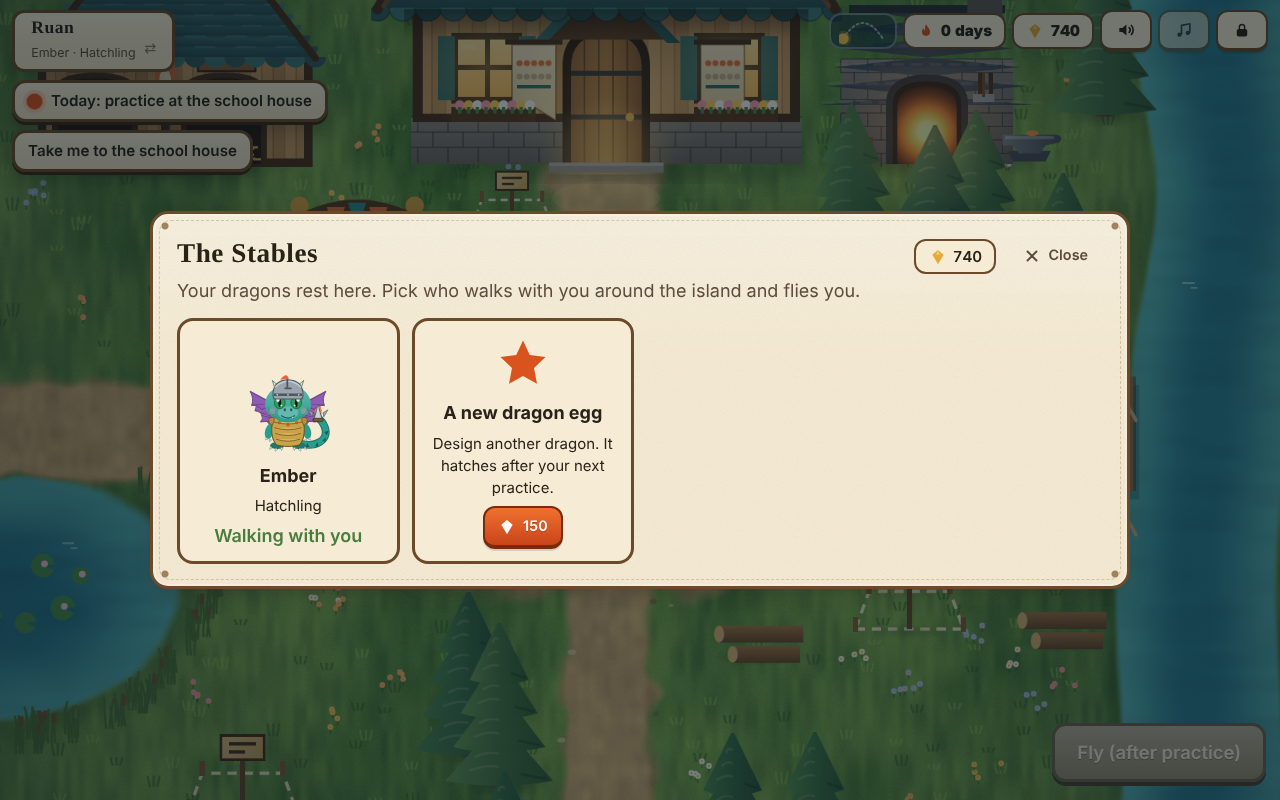 Ruan
Ember · Hatchling
0 days
740
Today: practice at the school house
Take me to the school house
The Stables
740
Close
Your dragons rest here. Pick who walks with you around the island and flies you.
Ember
Hatchling
Walking with you
A new dragon egg
Design another dragon. It
hatches after your next
practice.
150
Fly (after practice)